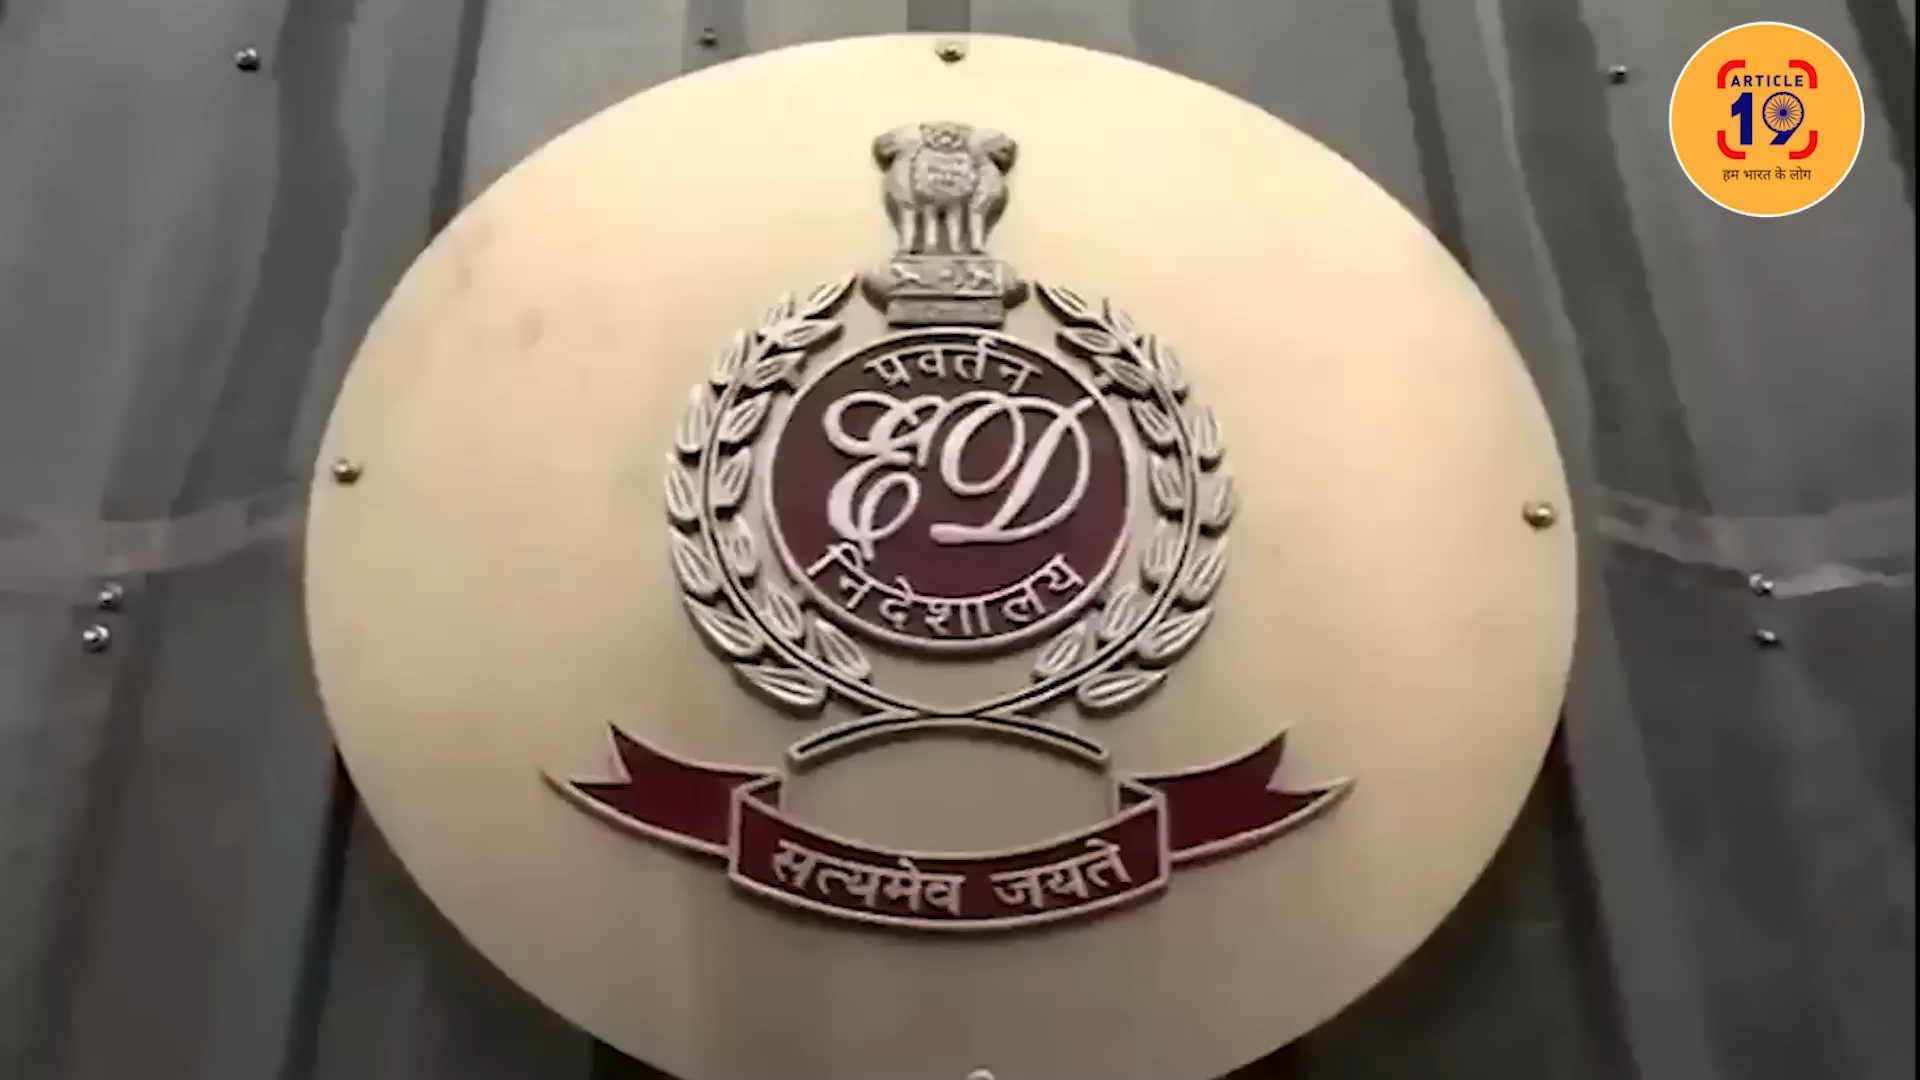 ARTICLE
19
हम भारत के लोग
प्रवर्तन
ED
निदेशालय
सत्यमेव जयते